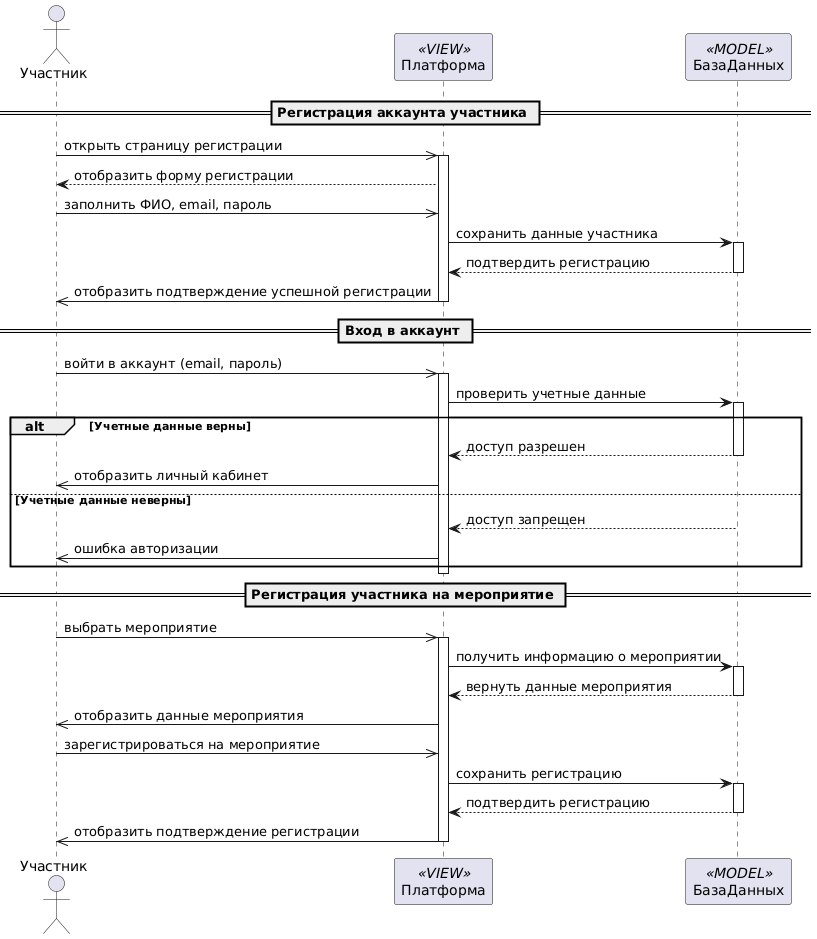 Участник
«VIEW»
Платформа
«MODEL»
БазаДанных
Регистрация аккаунта участника
открыть страницу регистрации
отобразить форму регистрации
заполнить ФИО, email, пароль
сохранить данные участника
подтвердить регистрацию
отобразить подтверждение успешной регистрации
Вход в аккаунт
войти в аккаунт (email, пароль)
проверить учетные данные
alt [Учетные данные верны]
доступ разрешен
отобразить личный кабинет
[Учетные данные неверны]
доступ запрещен
ошибка авторизации
Регистрация участника на мероприятие
выбрать мероприятие
получить информацию о мероприятии
вернуть данные мероприятия
отобразить данные мероприятия
зарегистрироваться на мероприятие
сохранить регистрацию
подтвердить регистрацию
отобразить подтверждение регистрации
Участник
«VIEW»
Платформа
«MODEL»
БазаДанных